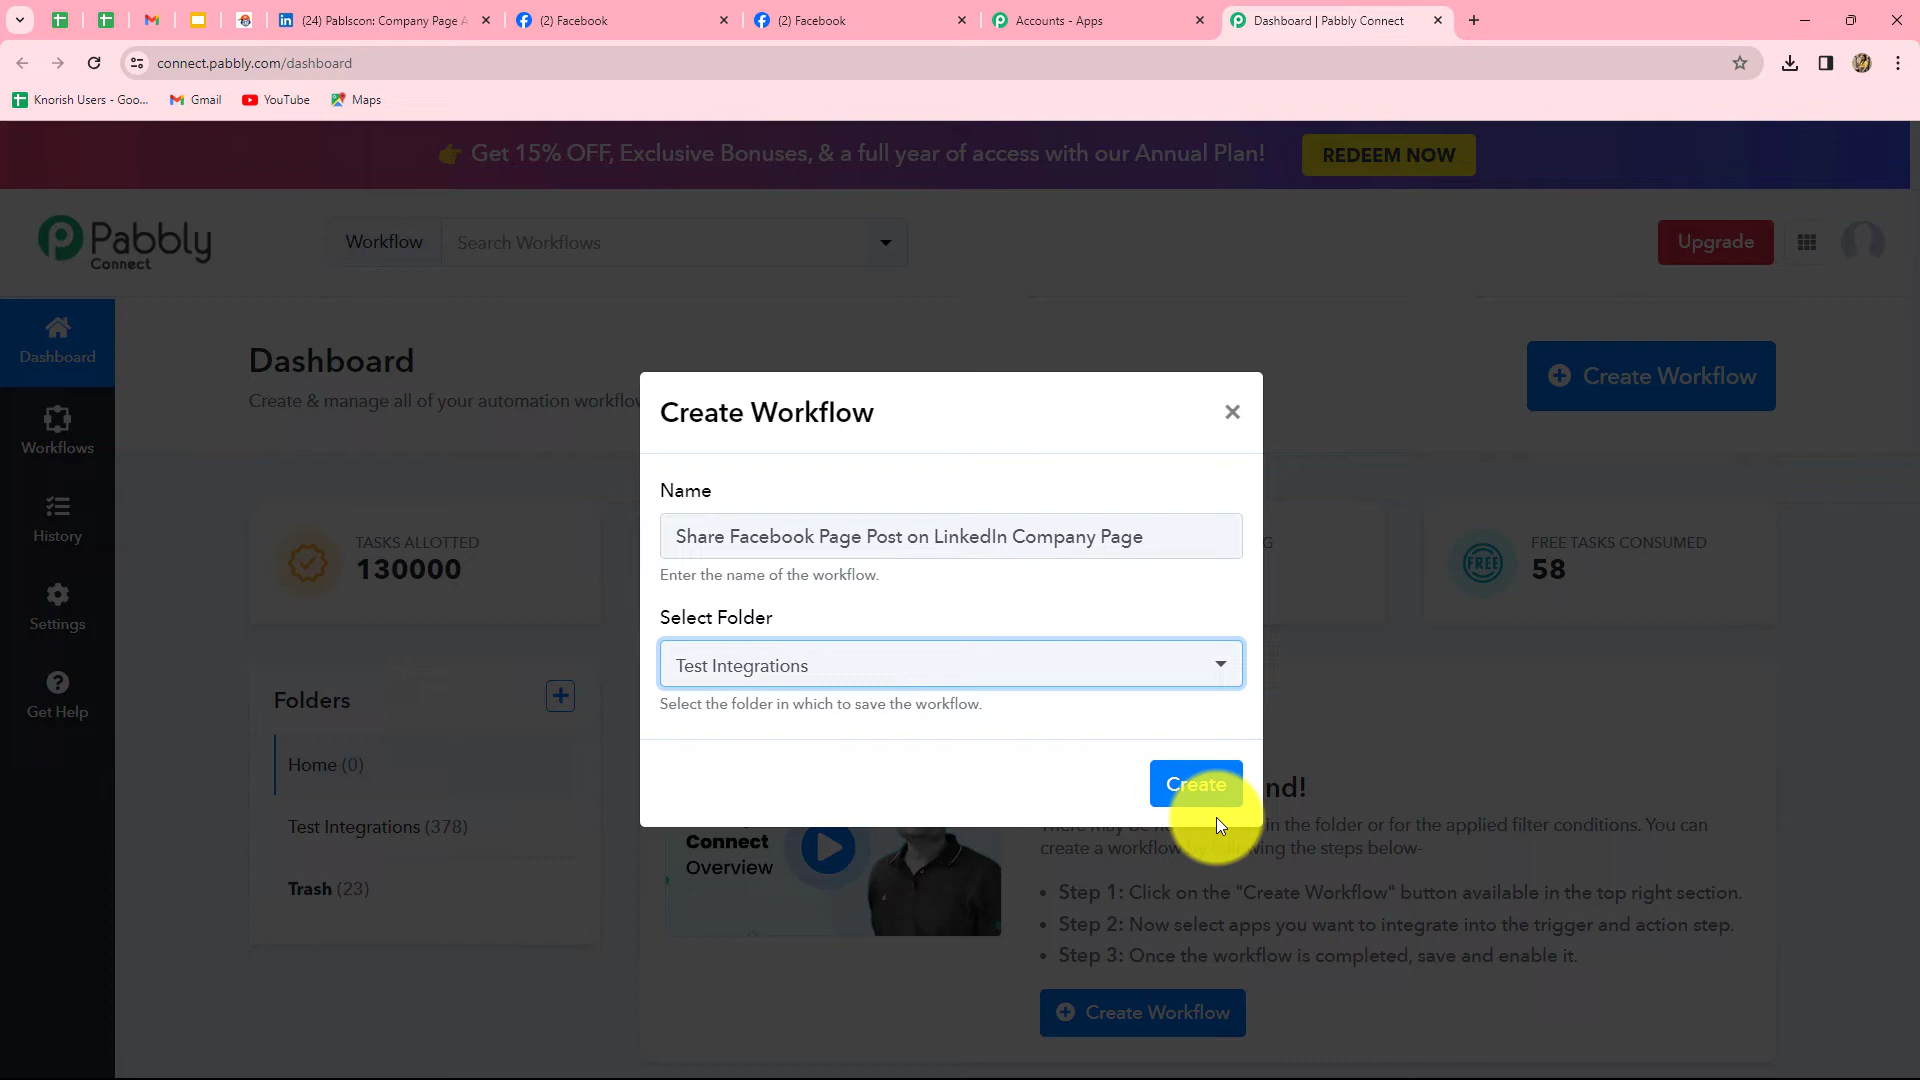 (24) Pablscon: Company Page A
(2) Facebook
(2) Facebook
Accounts - Apps
Dashboard | Pabbly Connect
connect.pabbly.com/dashboard
Knorish Users - Goo...
Gmail
YouTube
Maps
Get 15% OFF, Exclusive Bonuses, & a full year of access with our Annual Plan!
REDEEM NOW
Pabbly
Connect
Workflow
Search Workflows
Upgrade
Dashboard
Workflows
History
Settings
Get Help
Dashboard
Create & manage all of your automation workflow
Create Workflow
TASKS ALLOTTED
130000
G
FREE
FREE TASKS CONSUMED
58
Folders
Home (0)
Test Integrations (378)
Trash (23)
Create Workflow
Name
Share Facebook Page Post on LinkedIn Company Page
Enter the name of the workflow.
Select Folder
Test Integrations
Select the folder in which to save the workflow.
Create
Connect
Overview
nd!
in the folder or for the applied filter conditions. You can
create a workflow by following the steps below-
Step 1: Click on the "Create Workflow" button available in the top right section.
Step 2: Now select apps you want to integrate into the trigger and action step.
Step 3: Once the workflow is completed, save and enable it.
Create Workflow